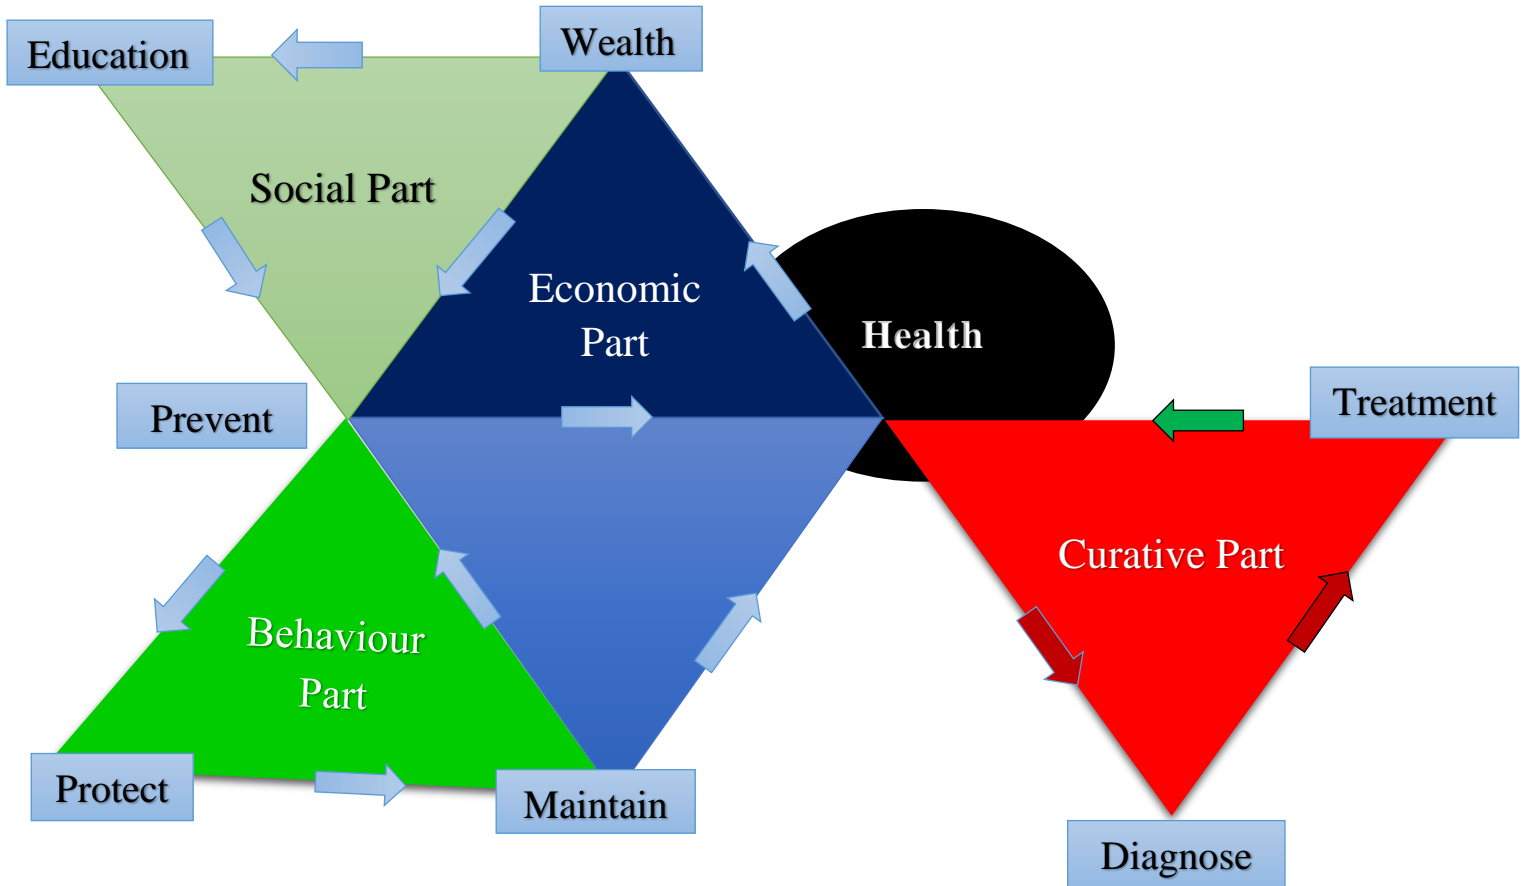 Education
Wealth
Social Part
Economic
Part
Health
Prevent
Treatment
Curative Part
Behaviour
Part
Protect
Maintain
Diagnose